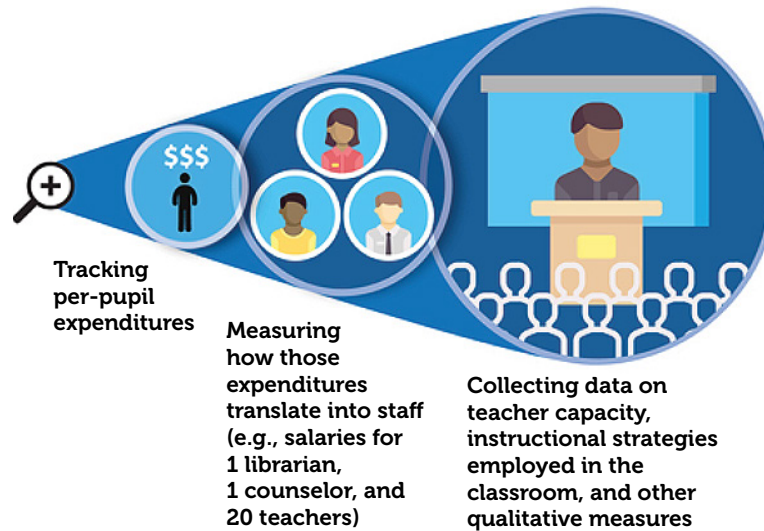 $$$
Tracking
per-pupil
expenditures
Measuring
how those
expenditures
translate into staff
(e.g., salaries for
1 librarian,
1 counselor, and
20 teachers)
Collecting data on
teacher capacity,
instructional strategies
employed in the
classroom, and other
qualitative measures